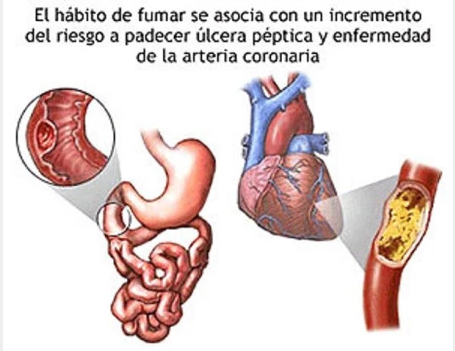 El hábito de fumar se asocia con un incremento
del riesgo a padecer úlcera péptica y enfermedad
de la arteria coronaria